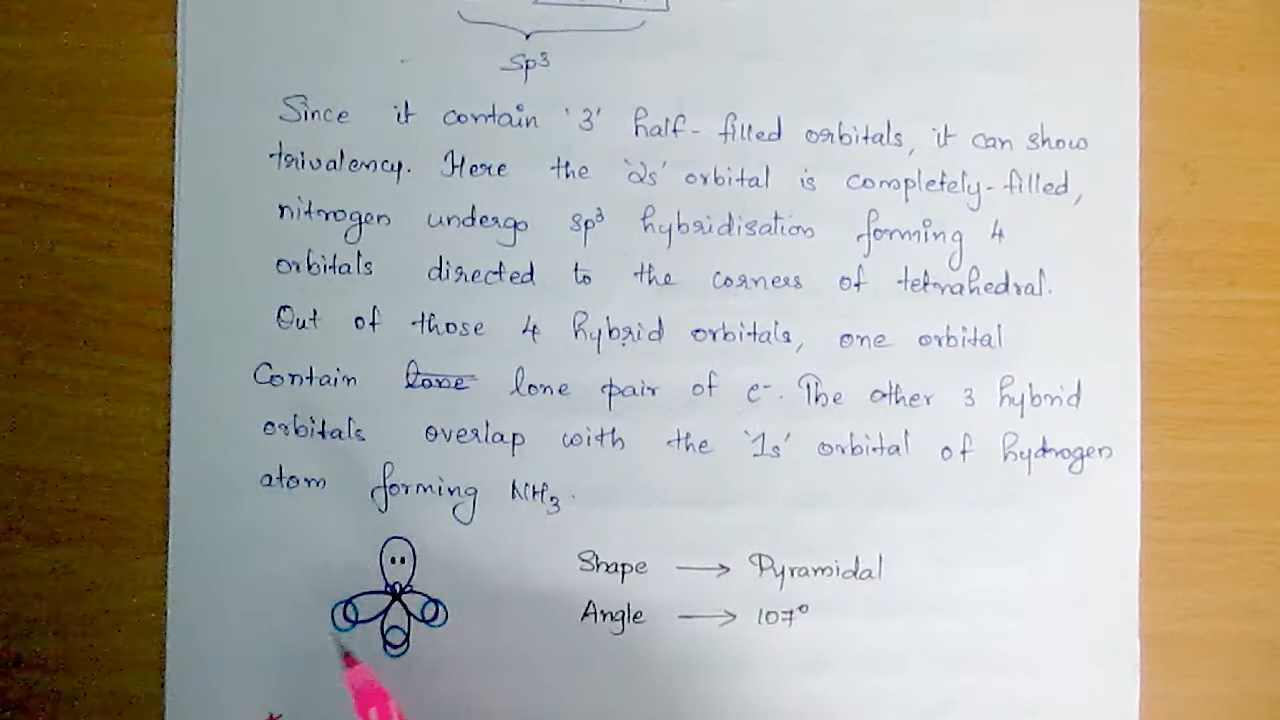 Sp³
Since it contain '3' half-filled orbitals, it can show
trivalency. Here the '2s' orbital is completely-filled,
nitrogen undergo sp³ hybridisation forming 4
orbitals directed to the corners of tetrahedral.
Out of those 4 hybrid orbitals, one orbital
Contain lone lone pair of e⁻. The other 3 hybrid
orbitals overlap with the '1s' orbital of hydrogen
atom forming NH₃.
Shape → Pyramidal
Angle → 107°